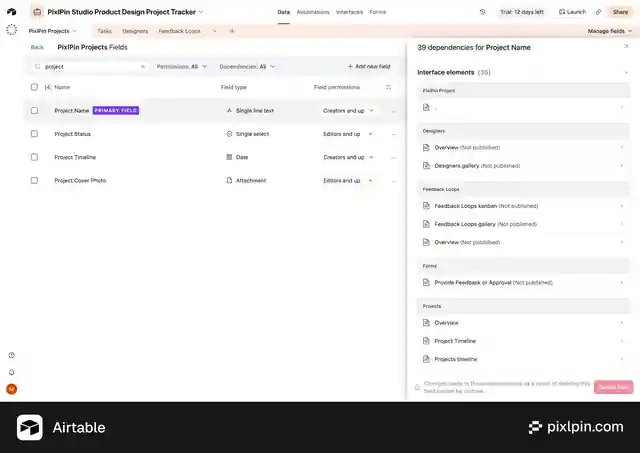 PixlPin Studio Product Design Project Tracker
Data
Automations
Interfaces
Forms
Trial: 12 days left
Launch
Share
PixlPin Projects
Tasks
Designers
Feedback Loops
Manage fields
Back
PixlPin Projects Fields
project
Permissions: All
Dependencies: All
Add new field
Name
Field type
Field permissions
Project Name PRIMARY FIELD
Single line text
Creators and up
Project Status
Single select
Editors and up
Project Timeline
Date
Creators and up
Project Cover Photo
Attachment
Editors and up
39 dependencies for Project Name
Interface elements (36)
PixlPin Project
.
Designers
Overview (Not published)
Designers gallery (Not published)
Feedback Loops
Feedback Loops kanban (Not published)
Feedback Loops gallery (Not published)
Overview (Not published)
Forms
Provide Feedback or Approval (Not published)
Projects
Overview
Project Timeline
Projects timeline
M
Airtable
pixlpin.com